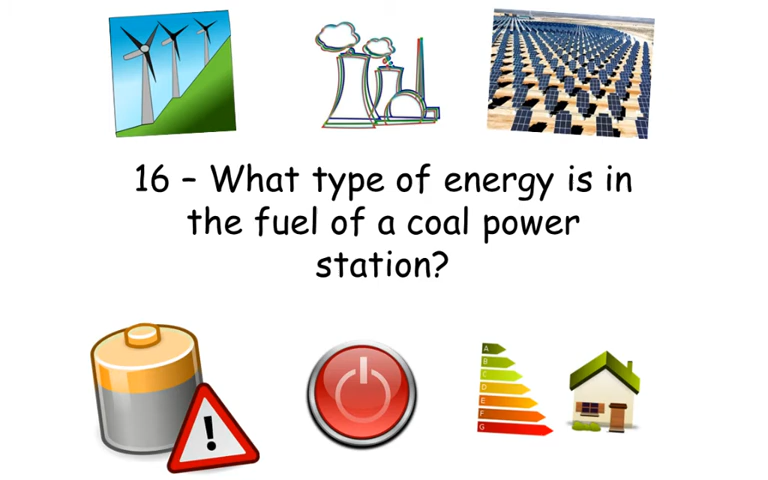 16 – What type of energy is in
the fuel of a coal power
station?
A
B
C
D
E
F
G